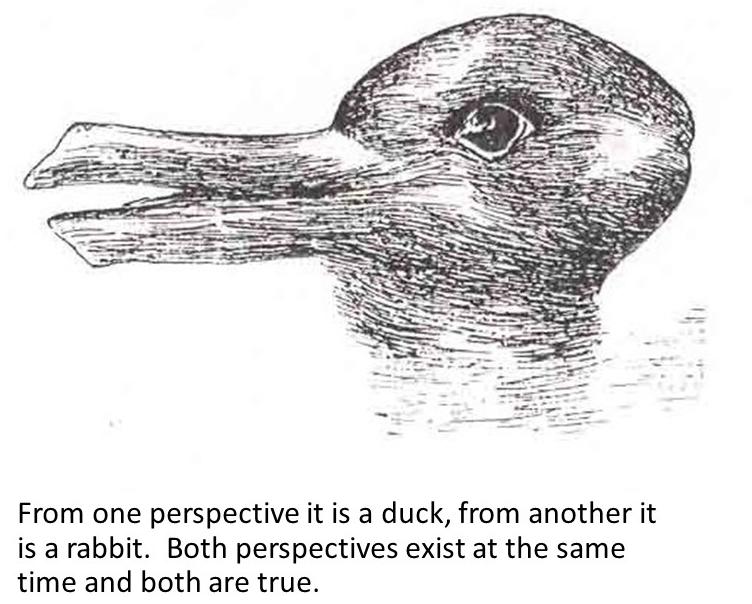 From one perspective it is a duck, from another it
is a rabbit.  Both perspectives exist at the same
time and both are true.